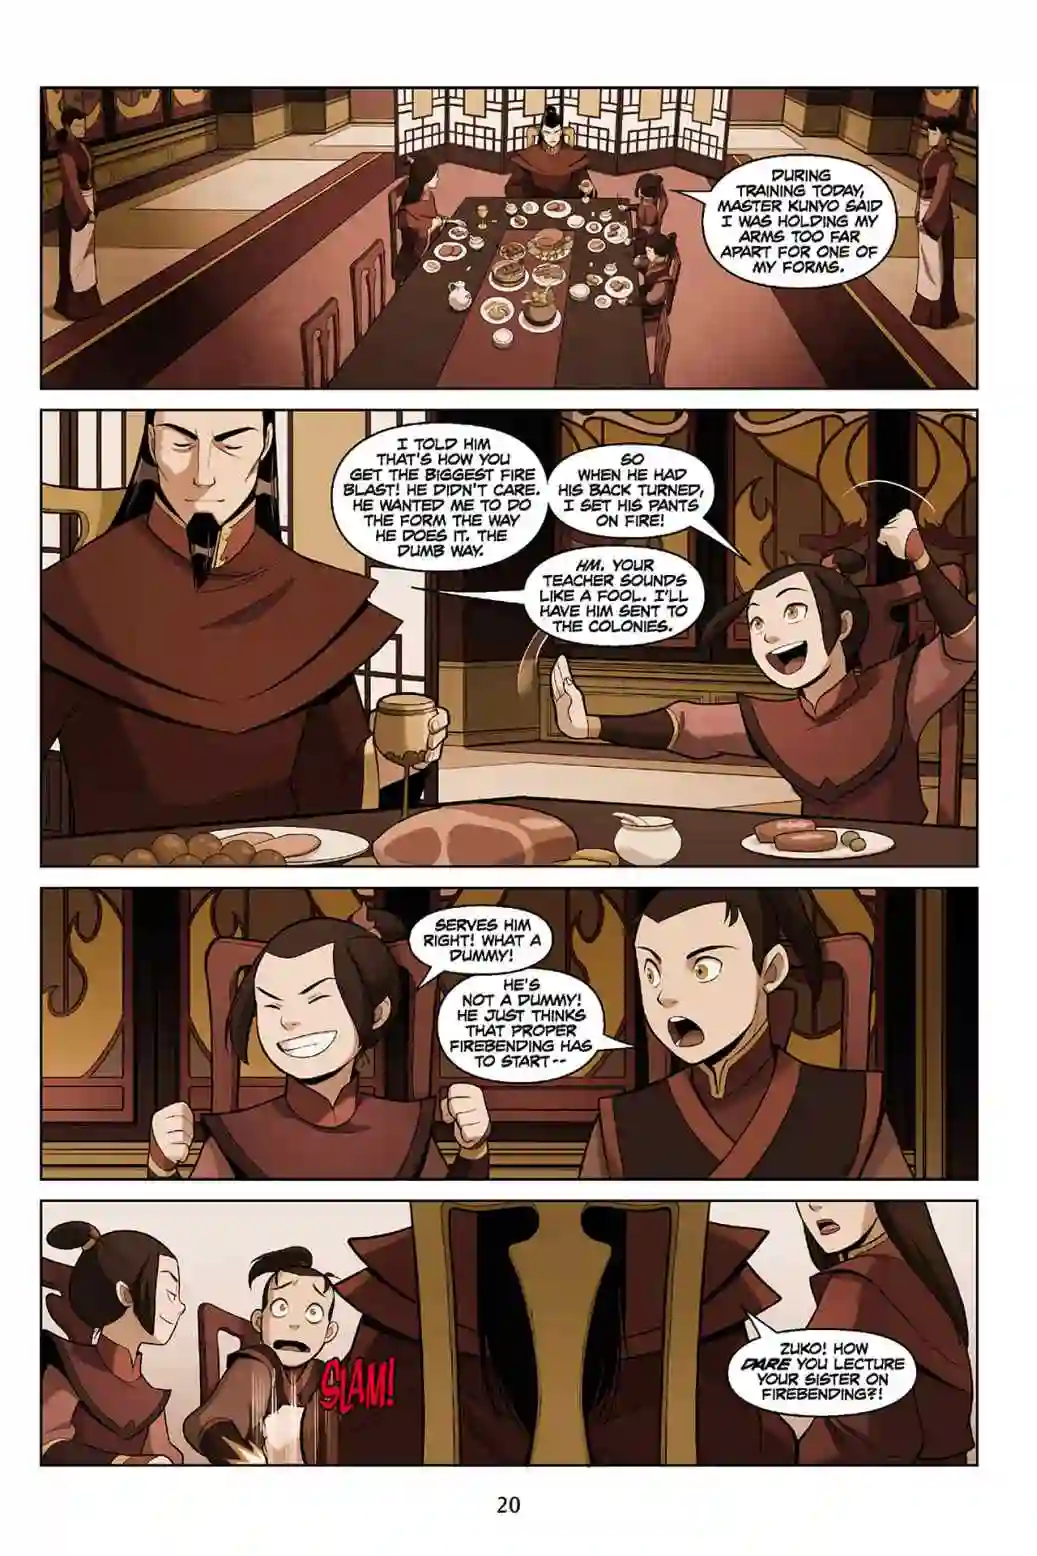 DURING
TRAINING TODAY,
MASTER KUNYO SAID
I WAS HOLDING MY
ARMS TOO FAR
APART FOR ONE OF
MY FORMS.
I TOLD HIM
THAT'S HOW YOU
GET THE BIGGEST FIRE
BLAST! HE DIDN'T CARE.
HE WANTED ME TO DO
THE FORM THE WAY
HE DOES IT. THE
DUMB WAY.
SO
WHEN HE HAD
HIS BACK TURNED,
I SET HIS PANTS
ON FIRE!
HM. YOUR
TEACHER SOUNDS
LIKE A FOOL. I'LL
HAVE HIM SENT TO
THE COLONIES.
SERVES HIM
RIGHT! WHAT A
DUMMY!
HE'S
NOT A DUMMY!
HE JUST THINKS
THAT PROPER
FIREBENDING HAS
TO START--
SLAM!
ZUKO! HOW
DARE YOU LECTURE
YOUR SISTER ON
FIREBENDING?!
20